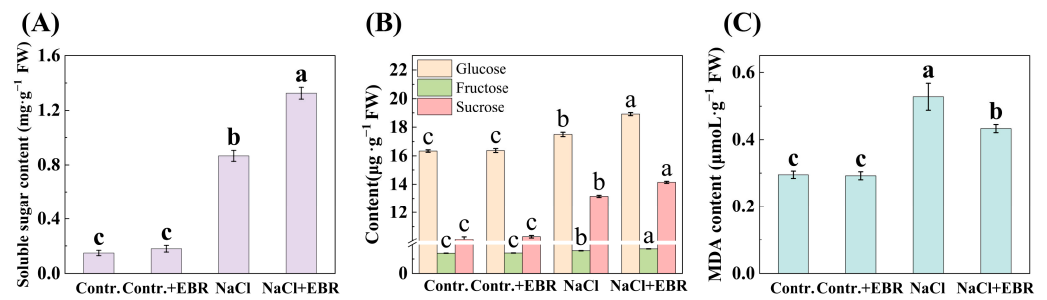 (A)
Soluble sugar content (mg·g⁻¹ FW)
1.6
1.2
0.8
0.4
0.0
c
c
b
a
Contr. Contr.+EBR NaCl NaCl+EBR
(B)
Content(μg·g⁻¹ FW)
22
20
18
16
14
12
0
Glucose
Fructose
Sucrose
c c b a
c c b a
c c b a
Contr. Contr.+EBR NaCl NaCl+EBR
(C)
MDA content (μmoL·g⁻¹ FW)
0.6
0.4
0.2
0.0
c
c
a
b
Contr. Contr.+EBR NaCl NaCl+EBR